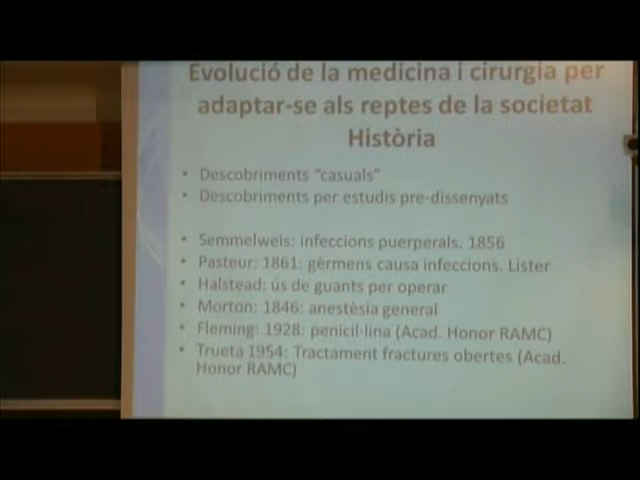 Evolució de la medicina i cirurgia per
adaptar-se als reptes de la societat
Història
• Descobriments "casuals"
• Descobriments per estudis pre-dissenyats
• Semmelweis: infeccions puerperals. 1856
• Pasteur: 1861: gèrmens causa infeccions. Lister
• Halstead: ús de guants per operar
• Morton: 1846: anestèsia general
• Fleming: 1928: penicil·lina (Acad. Honor RAMC)
• Trueta 1954: Tractament fractures obertes (Acad.
Honor RAMC)